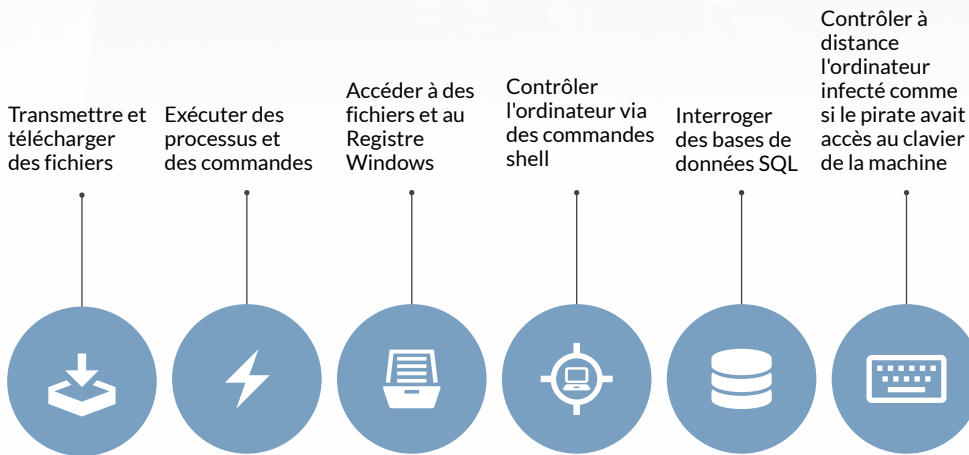 Transmettre et
télécharger
des fichiers
Exécuter des
processus et
des commandes
Accéder à des
fichiers et au
Registre
Windows
Contrôler
l'ordinateur via
des commandes
shell
Interroger
des bases de
données SQL
Contrôler à
distance
l'ordinateur
infecté comme
si le pirate avait
accès au clavier
de la machine